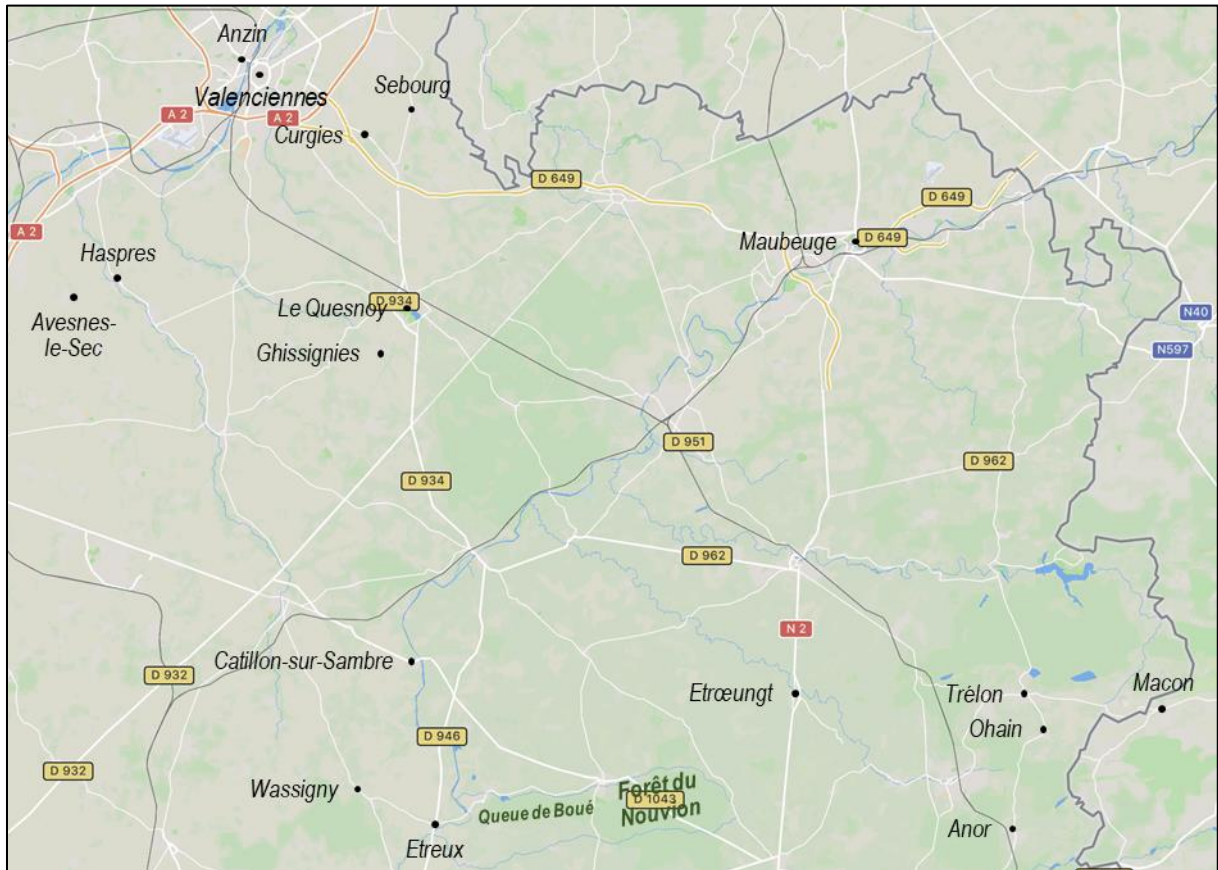 Anzin
Valenciennes
Sebourg
A 2
A 2
Curgies
D 649
D 649
A 2
Maubeuge
D 649
Haspres
Avesnes-
le-Sec
D 934
Le Quesnoy
N40
Ghissignies
N597
D 951
D 962
D 934
D 962
N 2
Catillon-sur-Sambre
D 932
Etrœungt
Trélon
Macon
Ohain
D 946
D 932
Wassigny
Queue de Boué
Forêt du
D 1043
Nouvion
Anor
Etreux